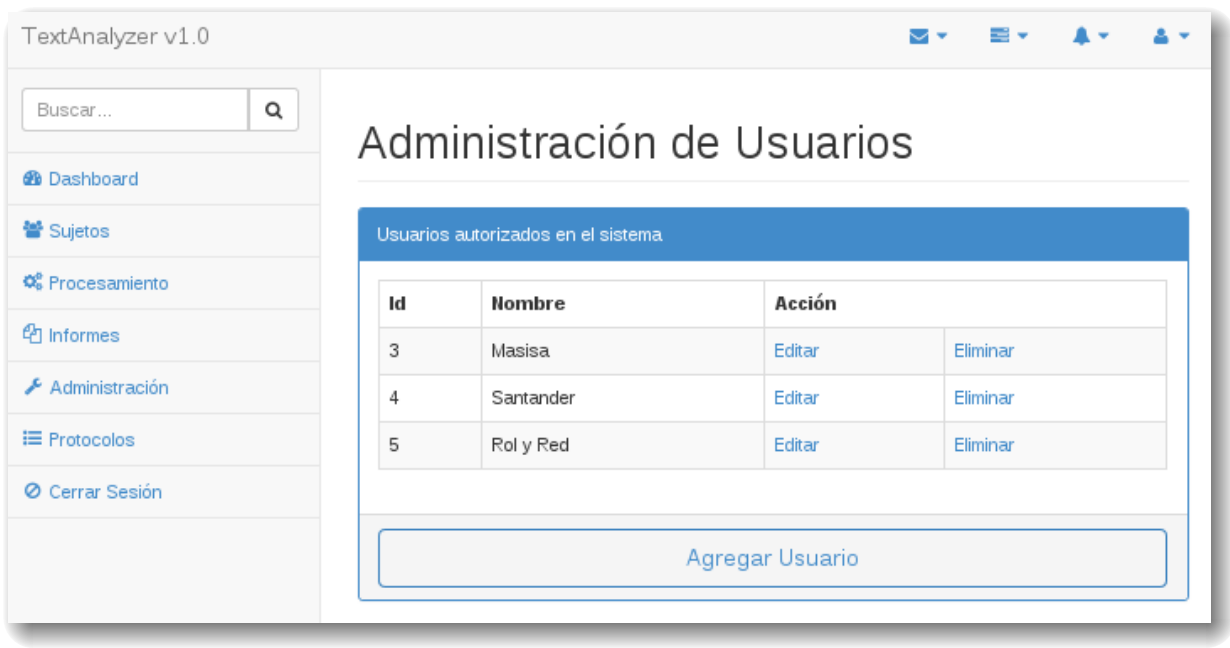 TextAnalyzer v1.0
Buscar...
Dashboard
Sujetos
Procesamiento
Informes
Administración
Protocolos
Cerrar Sesión
Administración de Usuarios
Usuarios autorizados en el sistema
Id Nombre Acción
3 Masisa Editar Eliminar
4 Santander Editar Eliminar
5 Rol y Red Editar Eliminar
Agregar Usuario